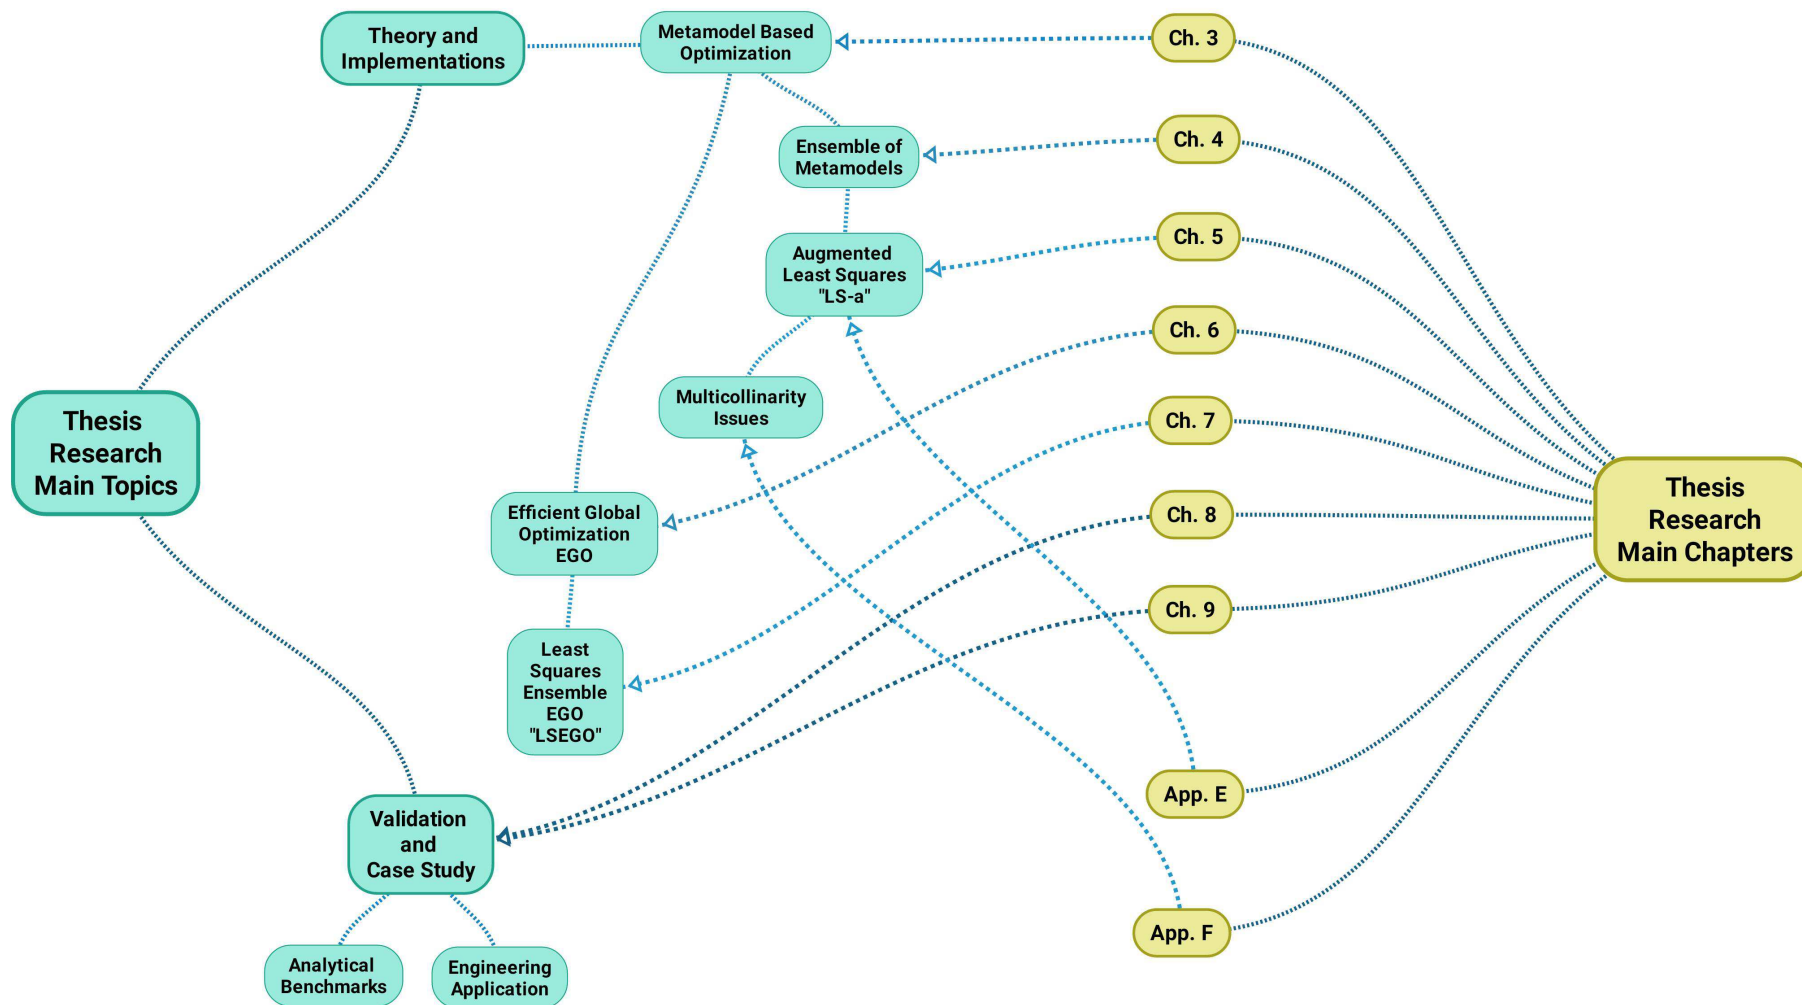 Theory and
Implementations
Metamodel Based
Optimization
Ch. 3
Ensemble of
Metamodels
Ch. 4
Augmented
Least Squares
"LS-a"
Ch. 5
Ch. 6
Multicollinarity
Issues
Ch. 7
Thesis
Research
Main Topics
Efficient Global
Optimization
EGO
Ch. 8
Thesis
Research
Main Chapters
Ch. 9
Least
Squares
Ensemble
EGO
"LSEGO"
App. E
Validation
and
Case Study
App. F
Analytical
Benchmarks
Engineering
Application